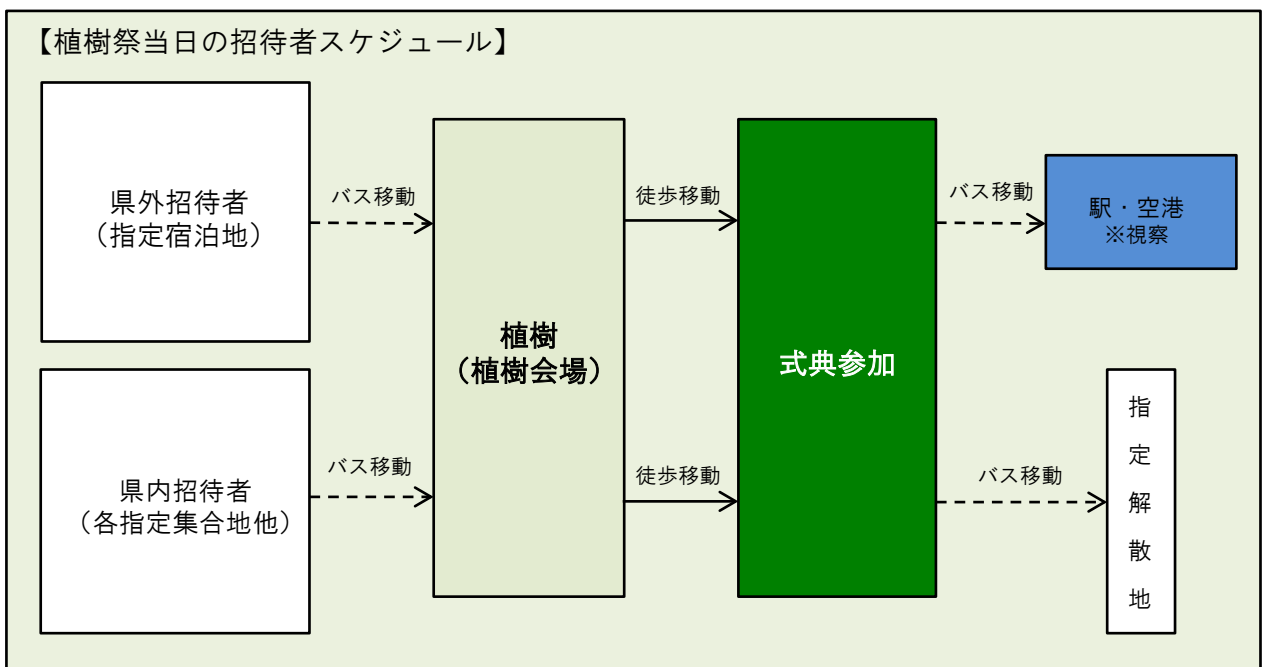 【植樹祭当日の招待者スケジュール】
県外招待者
（指定宿泊地）
バス移動
植樹
（植樹会場）
徒歩移動
式典参加
バス移動
駅・空港
※視察
県内招待者
（各指定集合地他）
バス移動
徒歩移動
バス移動
指定解散地